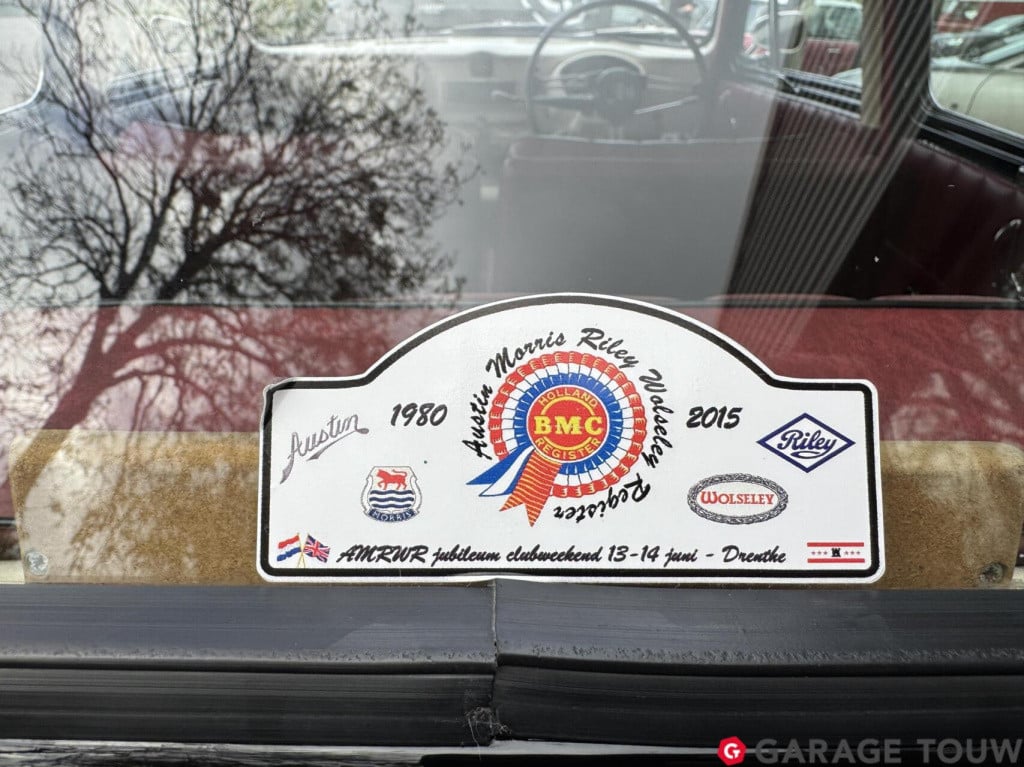 Austin Morris Riley Wolseley Register
1980
2015
HOLLAND
BMC
REGISTER
Austin
Riley
MORRIS
WOLSELEY
AMRWR jubileum clubweekend 13-14 juni - Drenthe
GARAGE TOUW